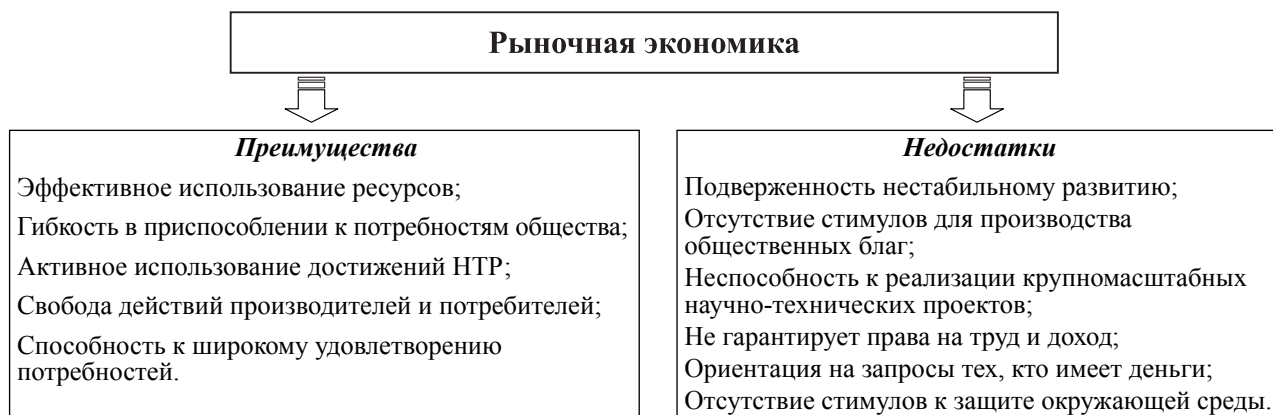 Рыночная экономика
Преимущества
Эффективное использование ресурсов;
Гибкость в приспособлении к потребностям общества;
Активное использование достижений НТР;
Свобода действий производителей и потребителей;
Способность к широкому удовлетворению
потребностей.
Недостатки
Подверженность нестабильному развитию;
Отсутствие стимулов для производства
общественных благ;
Неспособность к реализации крупномасштабных
научно-технических проектов;
Не гарантирует права на труд и доход;
Ориентация на запросы тех, кто имеет деньги;
Отсутствие стимулов к защите окружающей среды.